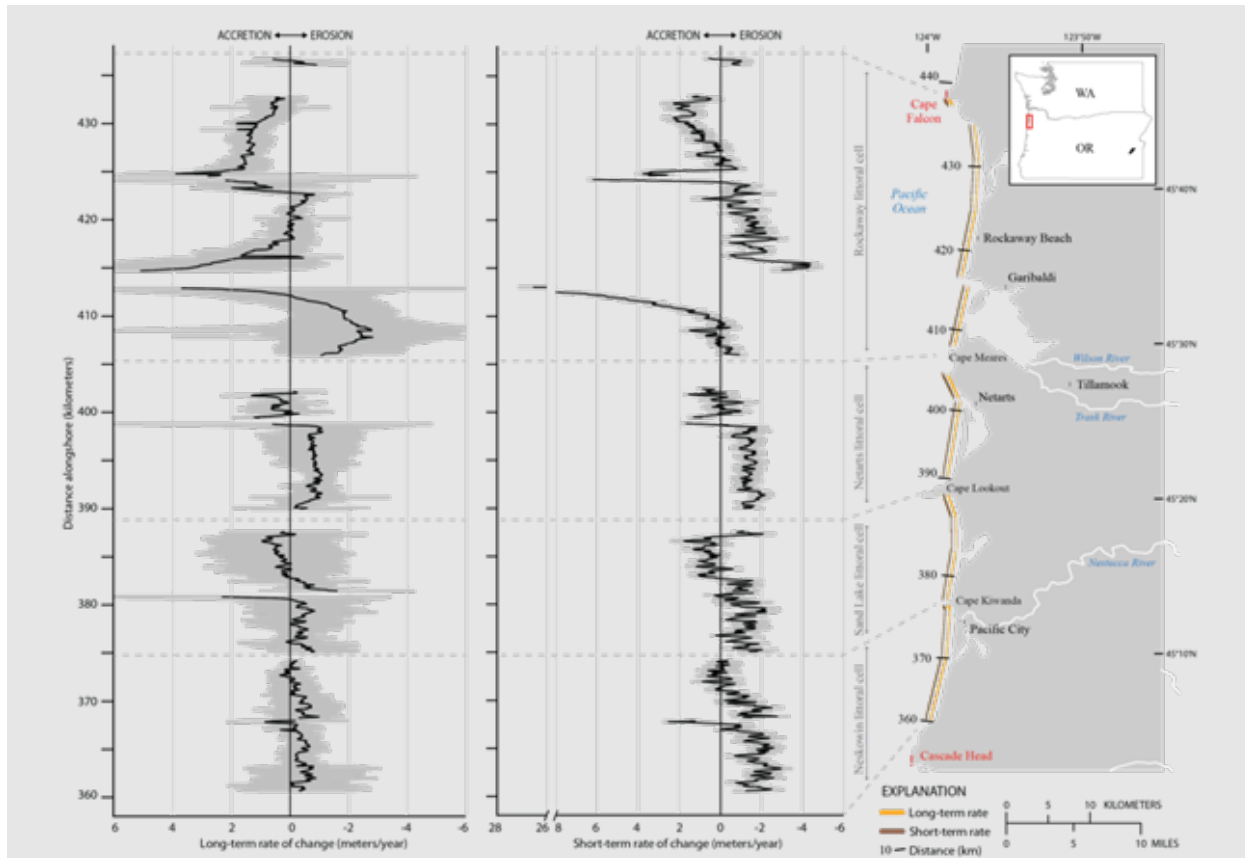 ACCRETION EROSION
430
420
410
400
390
380
370
360
Distance alongshore (kilometers)
6 4 2 0 -2 -4 -6
Long-term rate of change (meters/year)
ACCRETION EROSION
28 26 8 6 4 2 0 -2 -4 -6
Short-term rate of change (meters/year)
Rockaway littoral cell
Netarts littoral cell
Sand Lake littoral cell
Neskowin littoral cell
124°W
123°50'W
440
Cape
Falcon
WA
OR
430
45°40'N
Pacific
Ocean
Rockaway Beach
420
Garibaldi
410
45°30'N
Cape Meares
Wilson River
Tillamook
Netarts
400
Trask River
390
Cape Lookout
45°20'N
Nestucca River
380
Cape Kiwanda
Pacific City
45°10'N
370
360
Cascade Head
EXPLANATION
Long-term rate
Short-term rate
10 Distance (km)
0 5 10 KILOMETERS
0 5 10 MILES